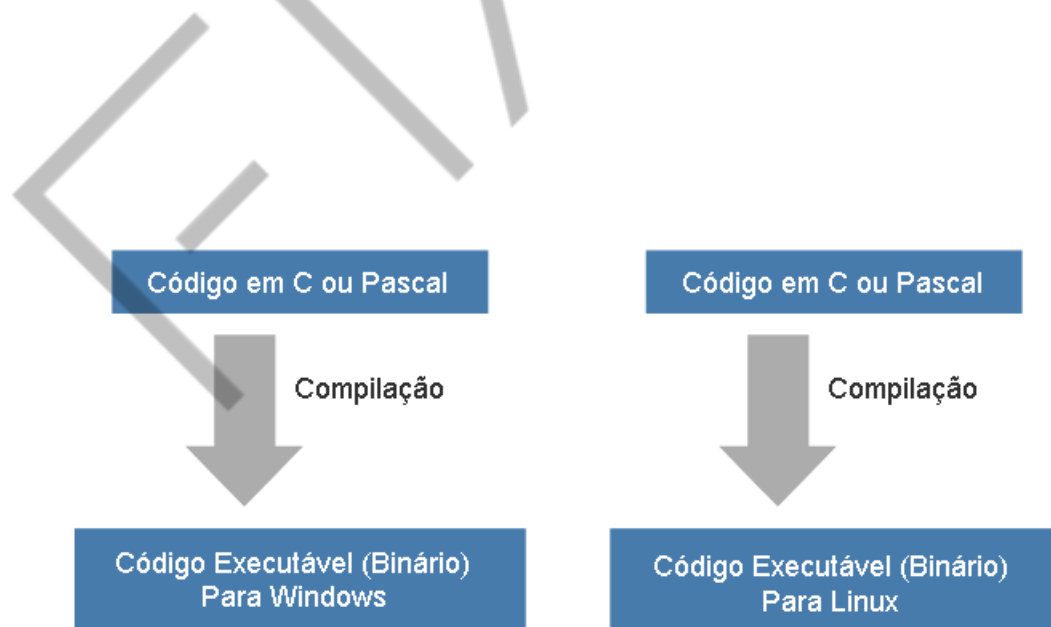 Código em C ou Pascal
Compilação
Código Executável (Binário)
Para Windows
Código em C ou Pascal
Compilação
Código Executável (Binário)
Para Linux